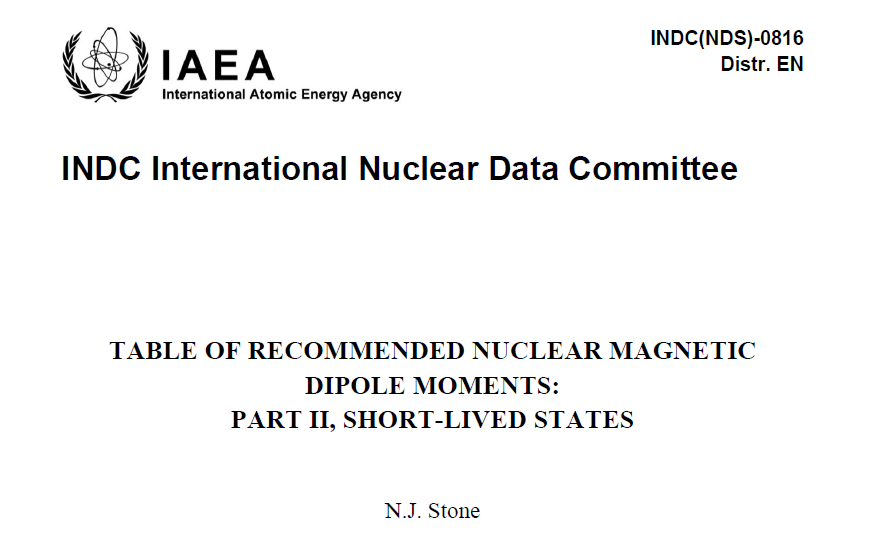 INDC(NDS)-0816
Distr. EN
IAEA
International Atomic Energy Agency
INDC International Nuclear Data Committee
TABLE OF RECOMMENDED NUCLEAR MAGNETIC
DIPOLE MOMENTS:
PART II, SHORT-LIVED STATES
N.J. Stone